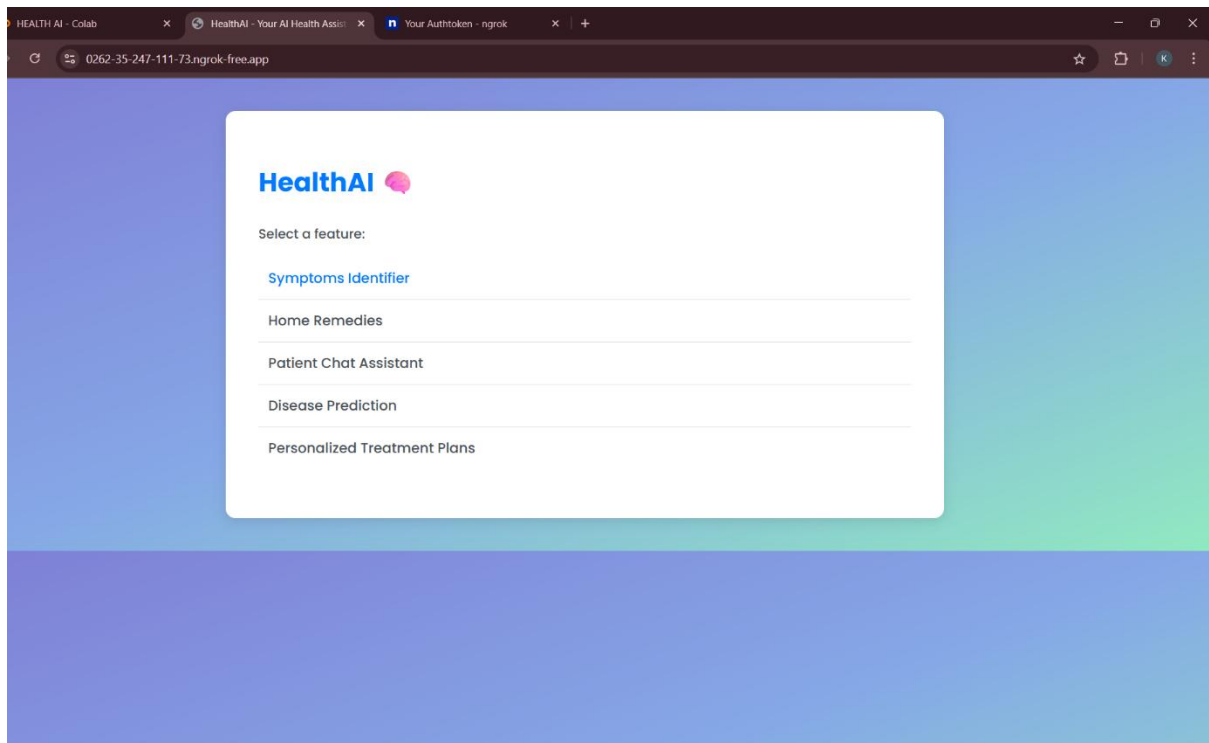 HEALTH AI - Colab
HealthAI - Your AI Health Assist
n Your Authtoken - ngrok
0262-35-247-111-73.ngrok-free.app
K
HealthAI
Select a feature:
Symptoms Identifier
Home Remedies
Patient Chat Assistant
Disease Prediction
Personalized Treatment Plans